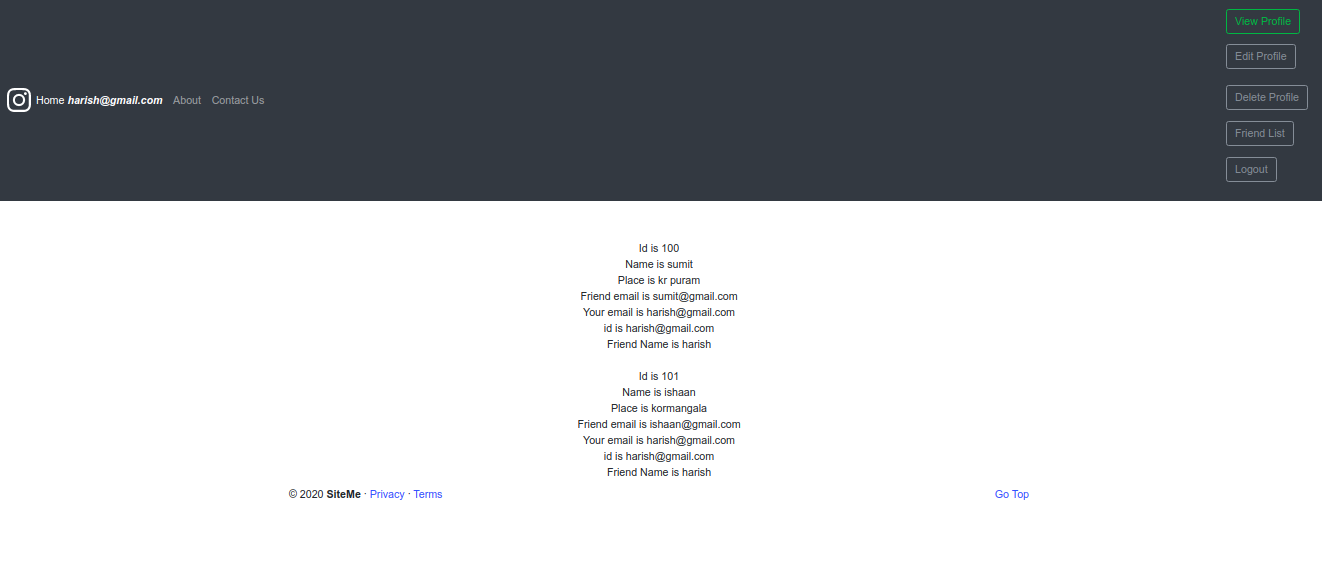 View Profile
Edit Profile
Home harish@gmail.com About Contact Us
Delete Profile
Friend List
Logout
Id is 100
Name is sumit
Place is kr puram
Friend email is sumit@gmail.com
Your email is harish@gmail.com
id is harish@gmail.com
Friend Name is harish
Id is 101
Name is ishaan
Place is kormangala
Friend email is ishaan@gmail.com
Your email is harish@gmail.com
id is harish@gmail.com
Friend Name is harish
© 2020 SiteMe · Privacy · Terms Go Top